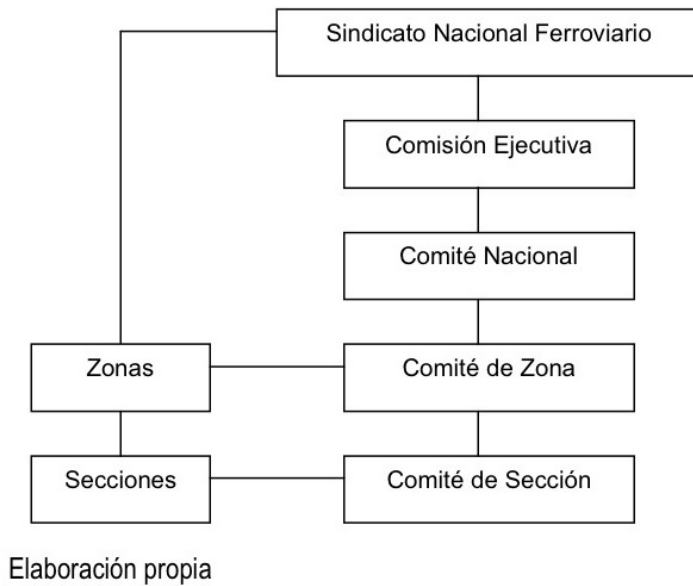 Sindicato Nacional Ferroviario
Comisión Ejecutiva
Comité Nacional
Zonas
Comité de Zona
Secciones
Comité de Sección
Elaboración propia